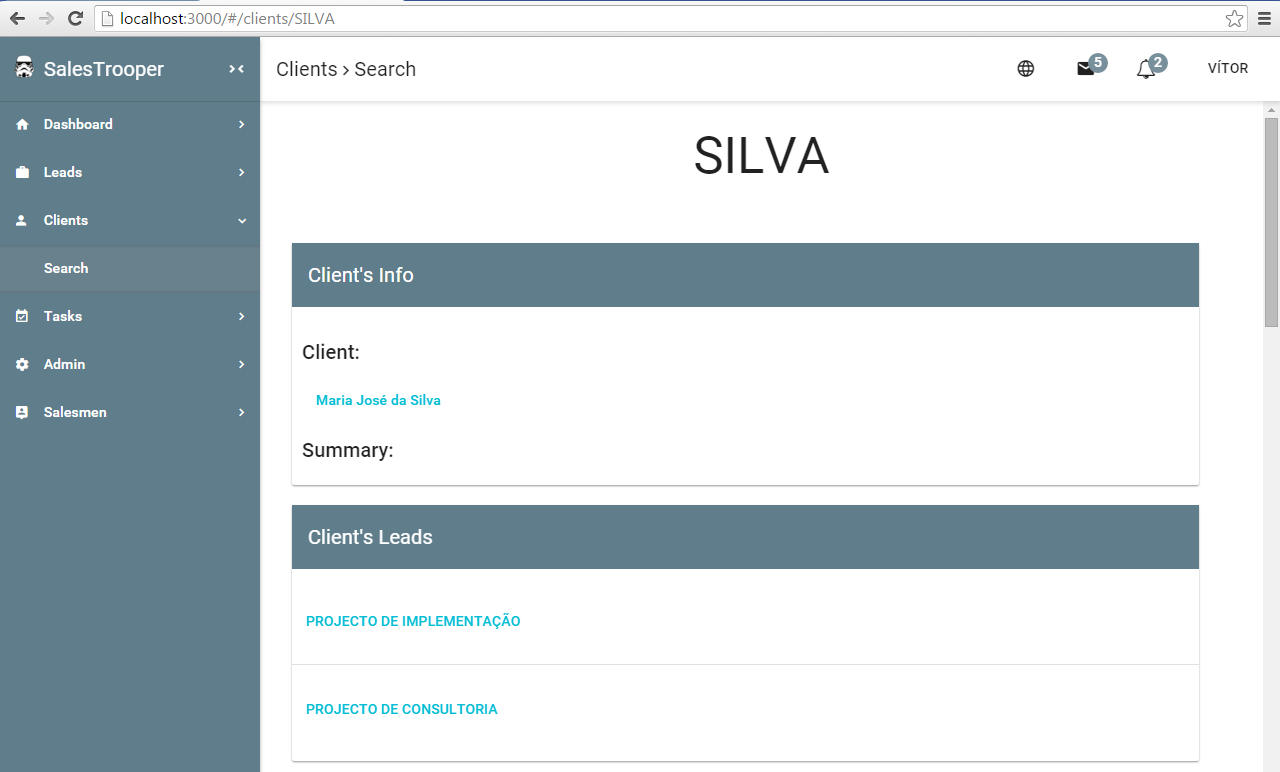 localhost:3000/#/clients/SILVA
SalesTrooper
Clients › Search
5
2
VÍTOR
Dashboard
Leads
Clients
Search
Tasks
Admin
Salesmen
SILVA
Client's Info
Client:
Maria José da Silva
Summary:
Client's Leads
PROJECTO DE IMPLEMENTAÇÃO
PROJECTO DE CONSULTORIA